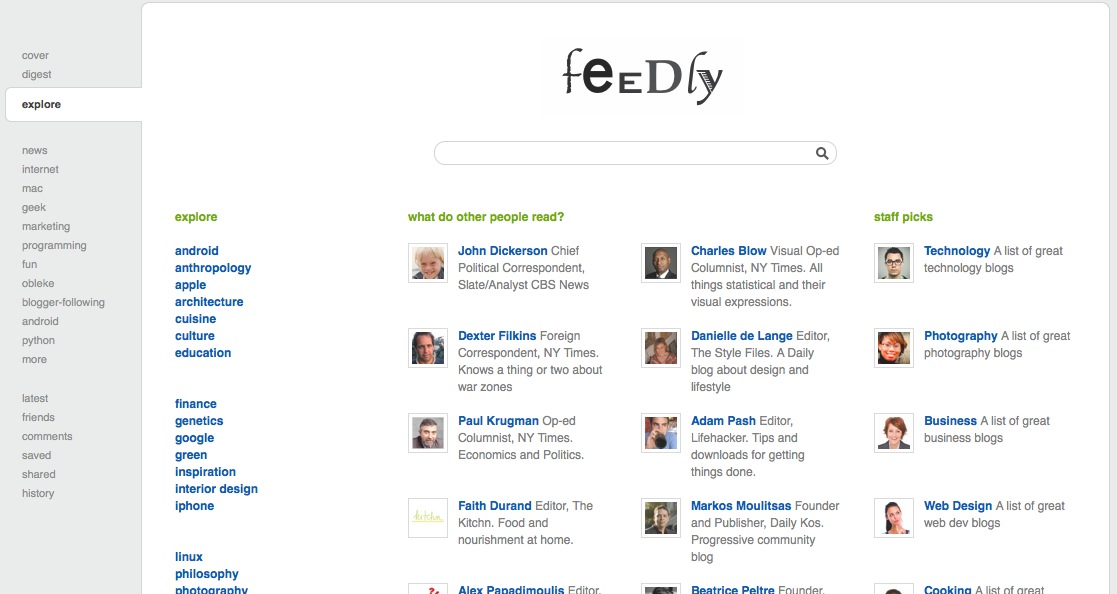 cover
digest
explore
news
internet
mac
geek
marketing
programming
fun
obleke
blogger-following
android
python
more
latest
friends
comments
saved
shared
history
feEDly
explore
android
anthropology
apple
architecture
cuisine
culture
education
finance
genetics
google
green
inspiration
interior design
iphone
linux
philosophy
photography
what do other people read?
John Dickerson Chief
Political Correspondent,
Slate/Analyst CBS News
Dexter Filkins Foreign
Correspondent, NY Times.
Knows a thing or two about
war zones
Paul Krugman Op-ed
Columnist, NY Times.
Economics and Politics.
kitchn
Faith Durand Editor, The
Kitchn. Food and
nourishment at home.
?
Alex Papadimoulis Editor,
Charles Blow Visual Op-ed
Columnist, NY Times. All
things statistical and their
visual expressions.
Danielle de Lange Editor,
The Style Files. A Daily
blog about design and
lifestyle
Adam Pash Editor,
Lifehacker. Tips and
downloads for getting
things done.
Markos Moulitsas Founder
and Publisher, Daily Kos.
Progressive community
blog
Beatrice Peltre Founder,
staff picks
Technology A list of great
technology blogs
Photography A list of great
photography blogs
Business A list of great
business blogs
Web Design A list of great
web dev blogs
Cooking A list of great